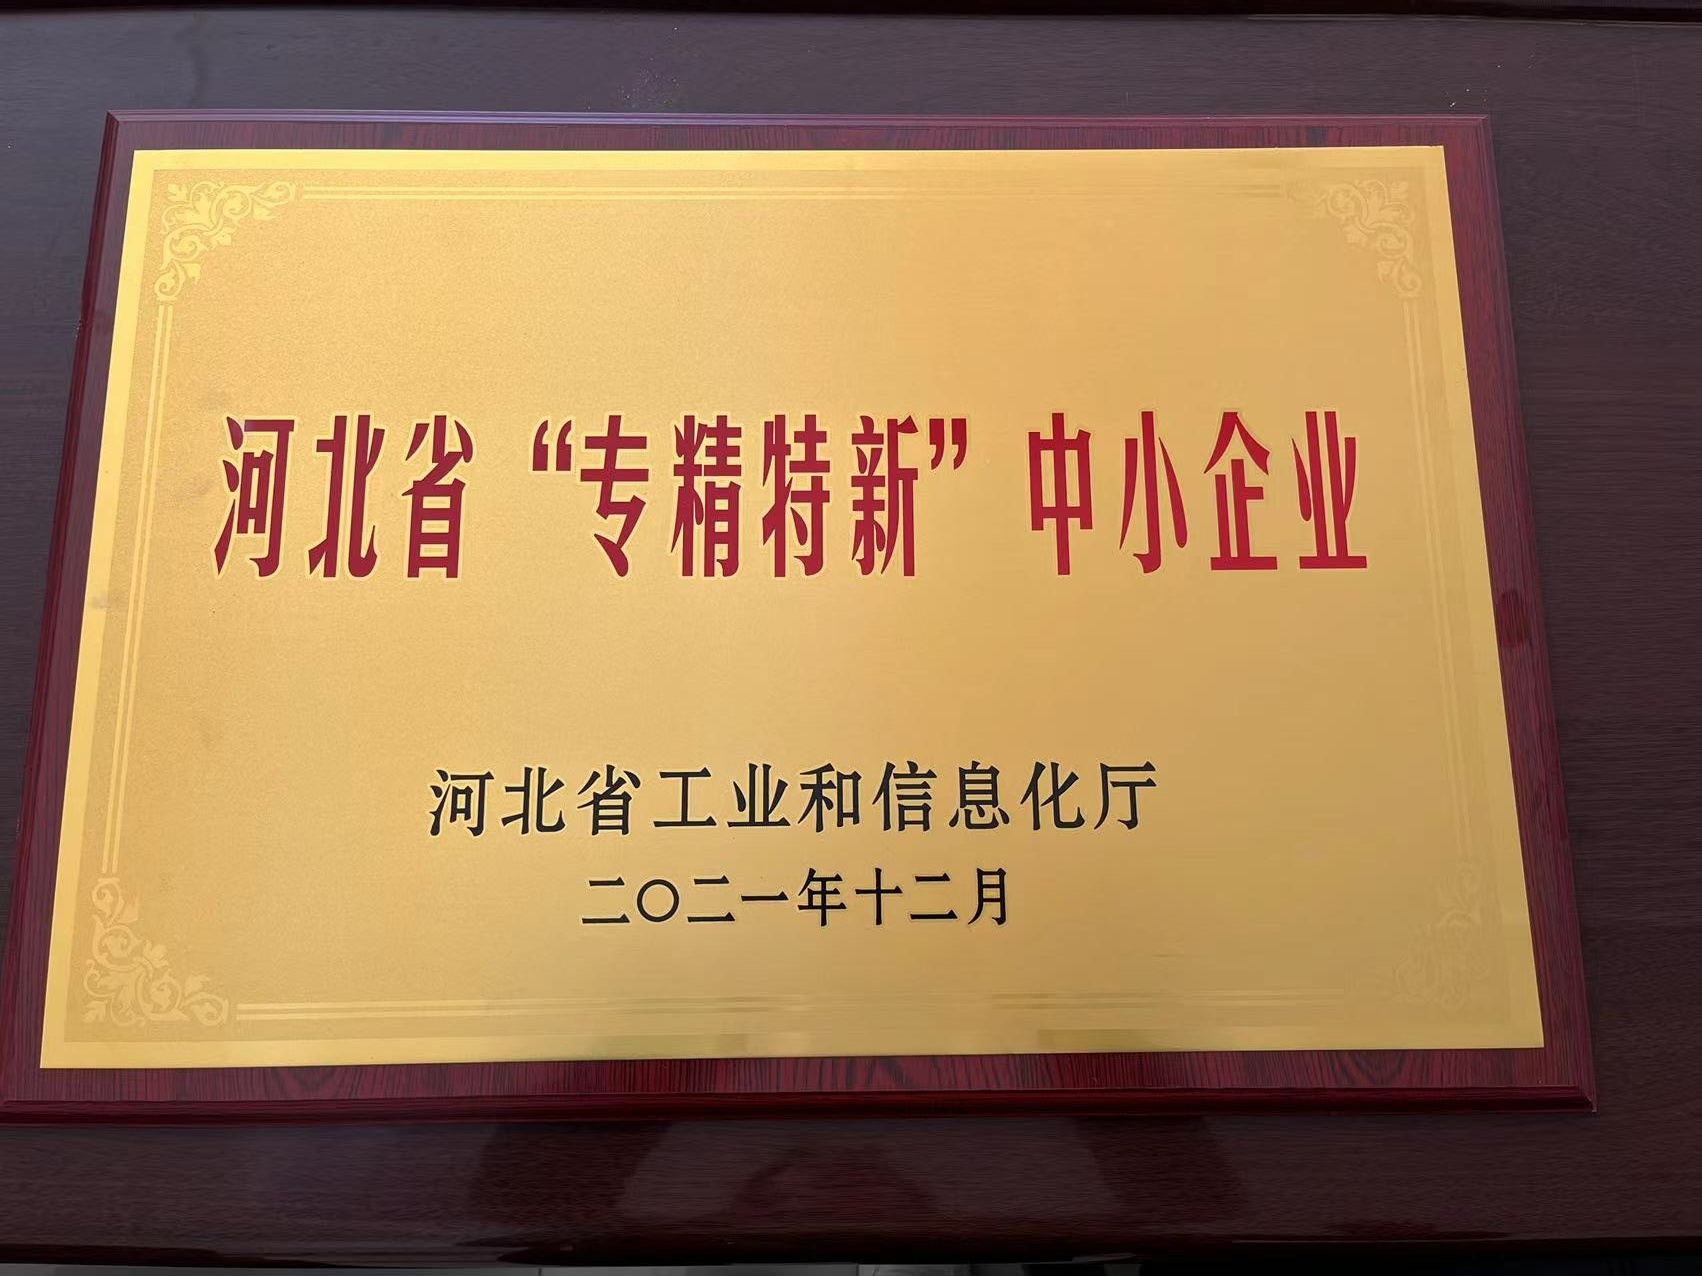 河北省“专精特新”中小企业
河北省工业和信息化厅
二〇二一年十二月